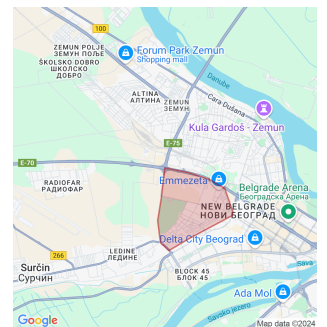 100
ZEMUN POLJE
ЗЕМУН ПОЉЕ
Forum Park Zemun
Shopping mall
ŠKOLSKO DOBRO
ШКОЛСКО
ДОБРО
ALTINA
АЛТИНА
ZEMUN
ЗЕМУН
Danube
Cara Dušana
Kula Gardoš - Zemun
E-75
E-70
RADIOFAR
РАДИОФАР
Emmezeta
Belgrade Arena
Београдска Арена
NEW BELGRADE
НОВИ БЕОГРАД
Delta City Beograd
LEDINE
ЛЕДИНЕ
266
Surčin
Сурчин
BLOCK 45
БЛОК 45
Sava
Ada Mol
Savsko jezero
Google
Map data ©2024